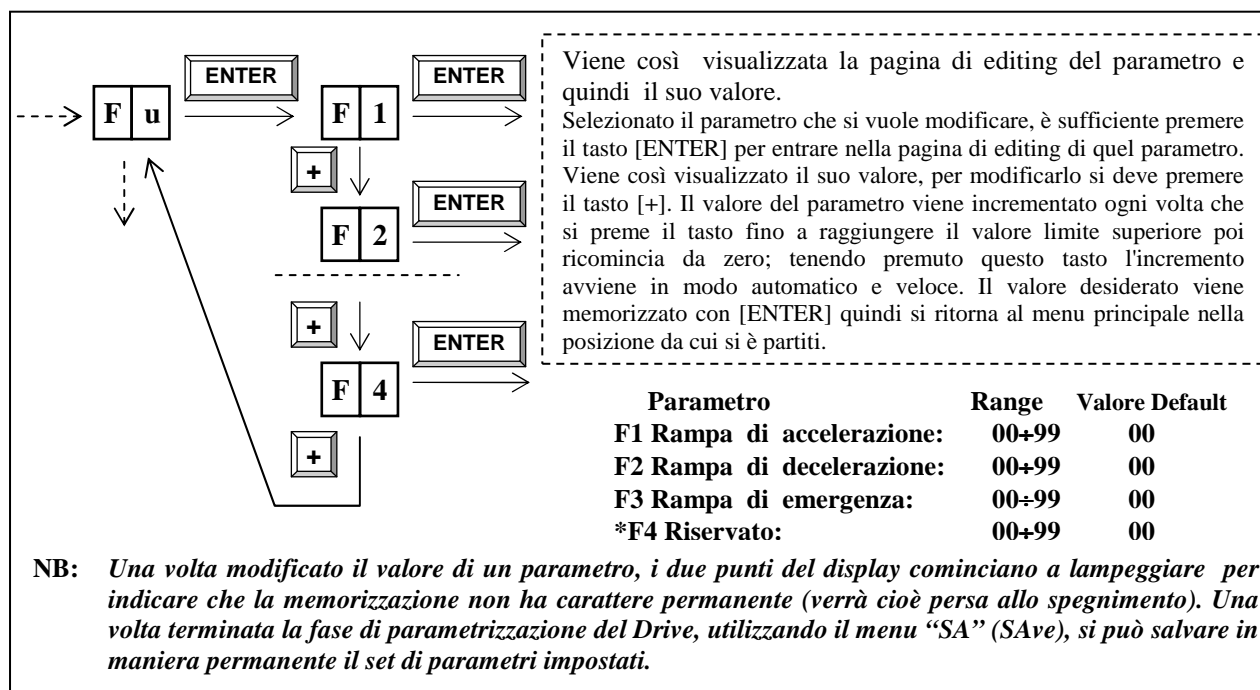 ENTER
ENTER
F u
F 1
+
ENTER
F 2
+
ENTER
F 4
+
Viene così visualizzata la pagina di editing del parametro e
quindi il suo valore.
Selezionato il parametro che si vuole modificare, è sufficiente premere
il tasto [ENTER] per entrare nella pagina di editing di quel parametro.
Viene così visualizzato il suo valore, per modificarlo si deve premere
il tasto [+]. Il valore del parametro viene incrementato ogni volta che
si preme il tasto fino a raggiungere il valore limite superiore poi
ricomincia da zero; tenendo premuto questo tasto l'incremento
avviene in modo automatico e veloce. Il valore desiderato viene
memorizzato con [ENTER] quindi si ritorna al menu principale nella
posizione da cui si è partiti.
Parametro Range Valore Default
F1 Rampa di accelerazione: 00÷99 00
F2 Rampa di decelerazione: 00÷99 00
F3 Rampa di emergenza: 00÷99 00
*F4 Riservato: 00÷99 00
NB: Una volta modificato il valore di un parametro, i due punti del display cominciano a lampeggiare per
indicare che la memorizzazione non ha carattere permanente (verrà cioè persa allo spegnimento). Una
volta terminata la fase di parametrizzazione del Drive, utilizzando il menu “SA” (SAve), si può salvare in
maniera permanente il set di parametri impostati.